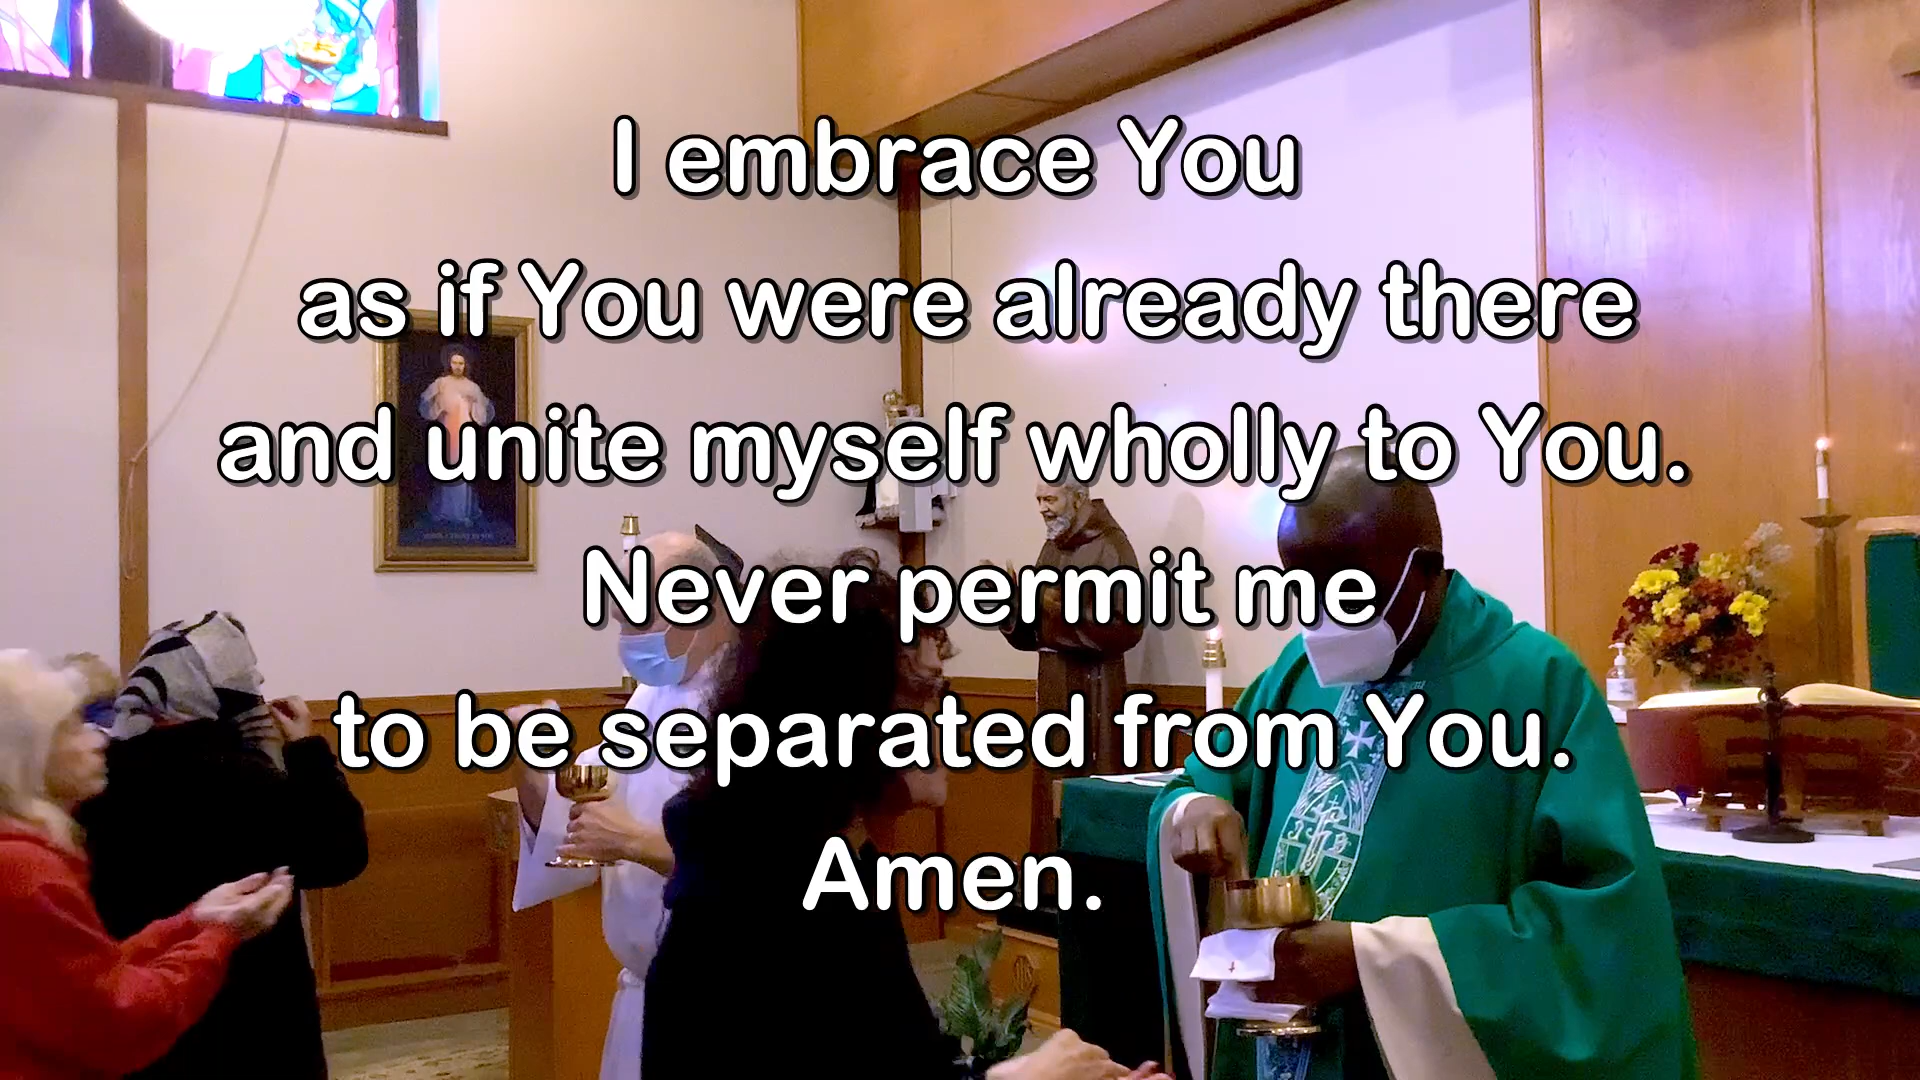 I embrace You
as if You were already there
and unite myself wholly to You.
Never permit me
to be separated from You.
Amen.